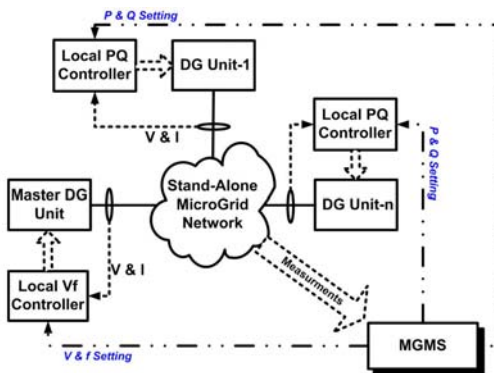 P & Q Setting
Local PQ
Controller
DG Unit-1
V & I
Local PQ
Controller
P & Q Setting
Stand-Alone
MicroGrid
Network
Master DG
Unit
DG Unit-n
V & I
Local Vf
Controller
Measurments
V & f Setting
MGMS